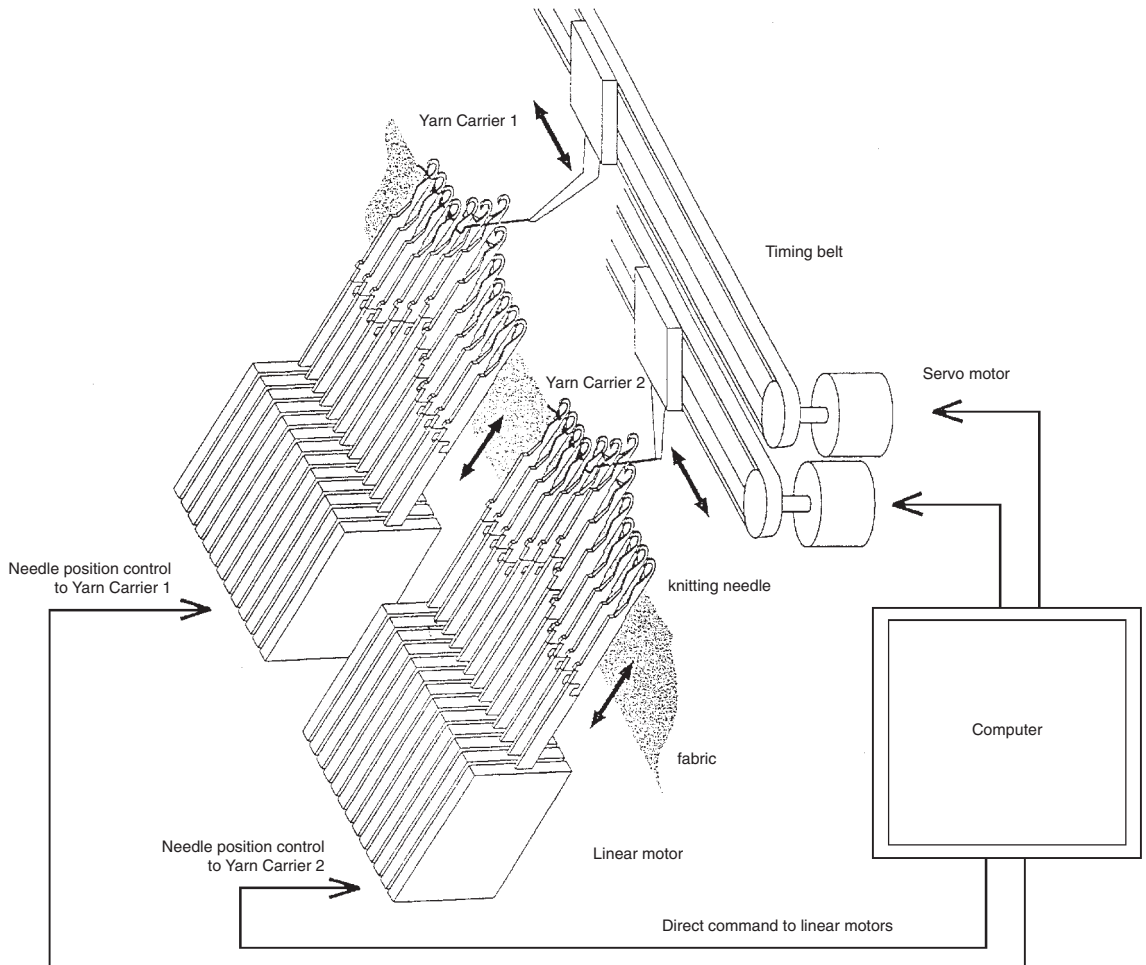 Yarn Carrier 1
Timing belt
Servo motor
Yarn Carrier 2
Needle position control
to Yarn Carrier 1
knitting needle
Computer
fabric
Needle position control
to Yarn Carrier 2
Linear motor
Direct command to linear motors